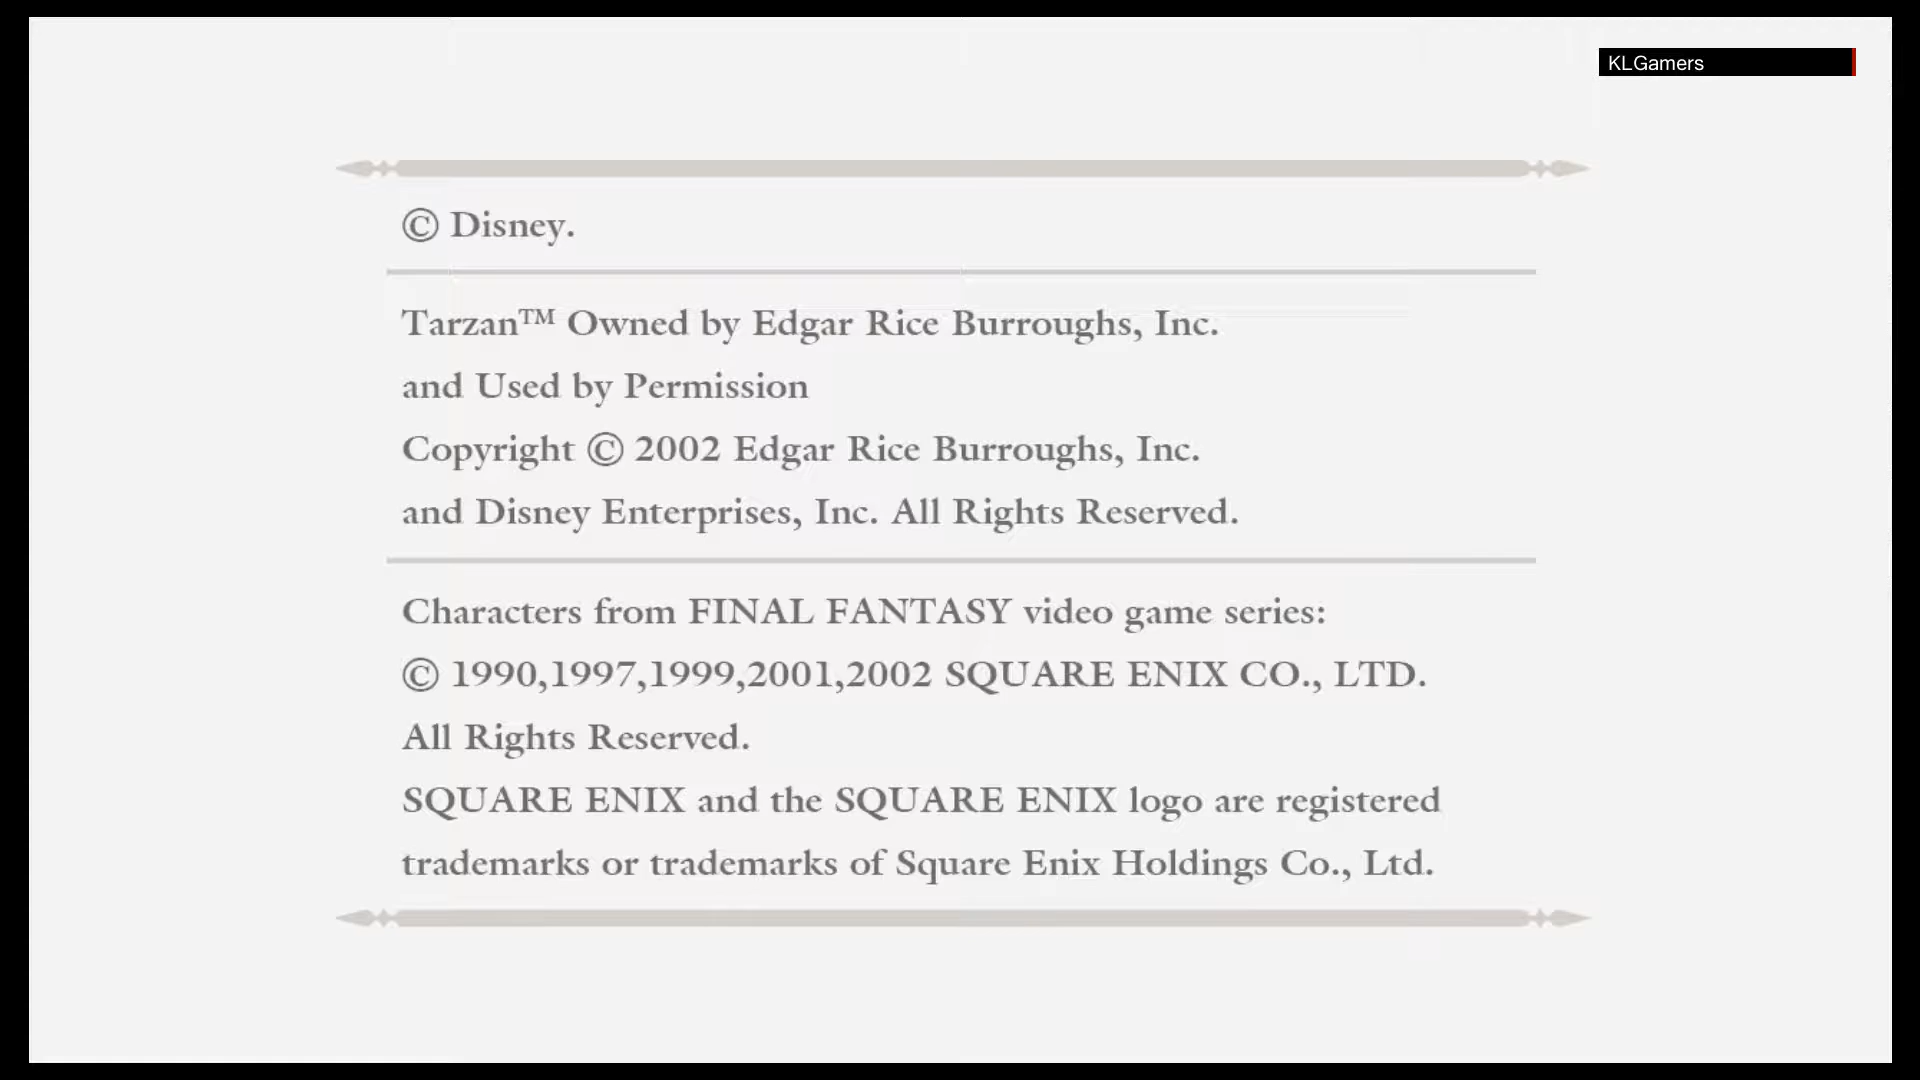 KLGamers
© Disney.
Tarzan™ Owned by Edgar Rice Burroughs, Inc.
and Used by Permission
Copyright © 2002 Edgar Rice Burroughs, Inc.
and Disney Enterprises, Inc. All Rights Reserved.
Characters from FINAL FANTASY video game series:
© 1990,1997,1999,2001,2002 SQUARE ENIX CO., LTD.
All Rights Reserved.
SQUARE ENIX and the SQUARE ENIX logo are registered
trademarks or trademarks of Square Enix Holdings Co., Ltd.